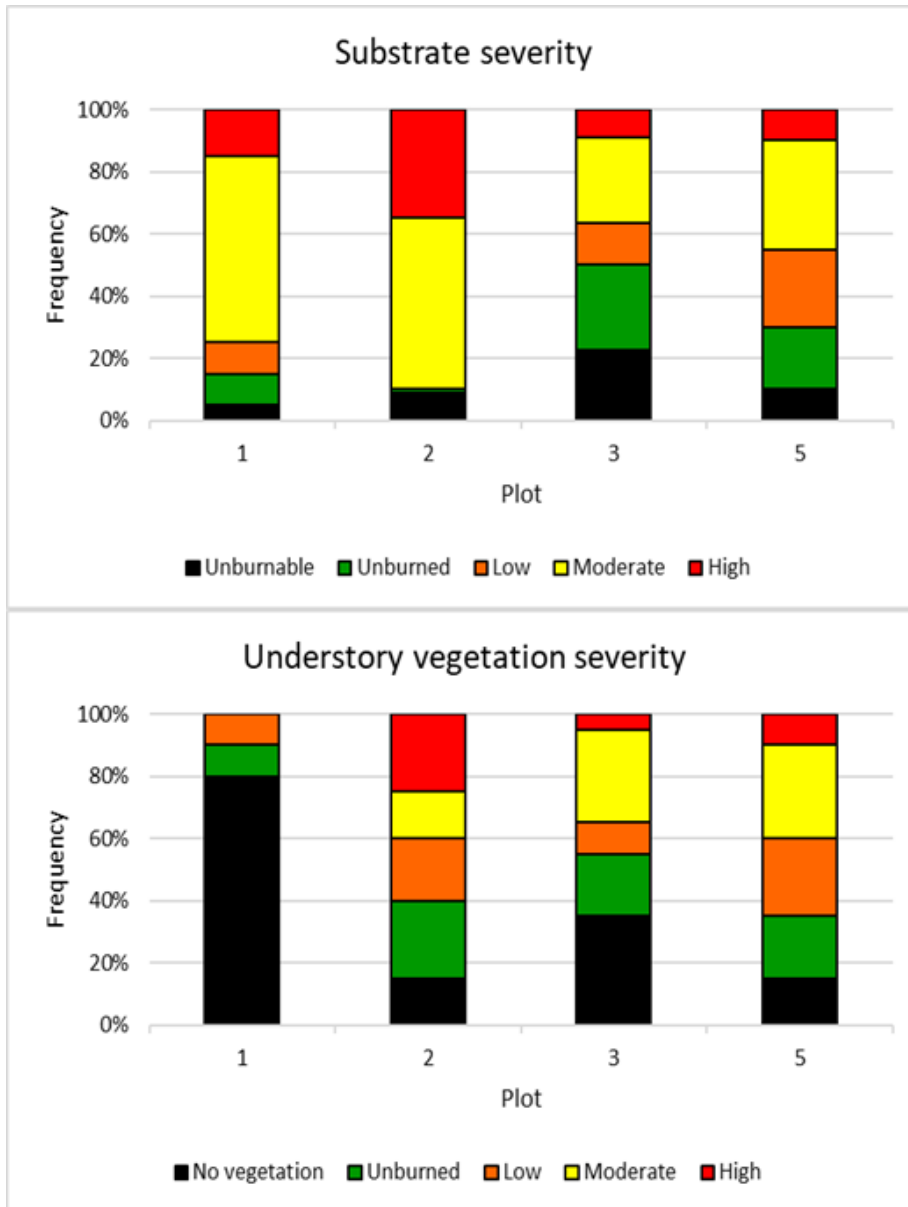 Substrate severity
100%
80%
60%
40%
20%
0%
Frequency
1 2 3 5
Plot
Unburnable Unburned Low Moderate High
Understory vegetation severity
100%
80%
60%
40%
20%
0%
Frequency
1 2 3 5
Plot
No vegetation Unburned Low Moderate High